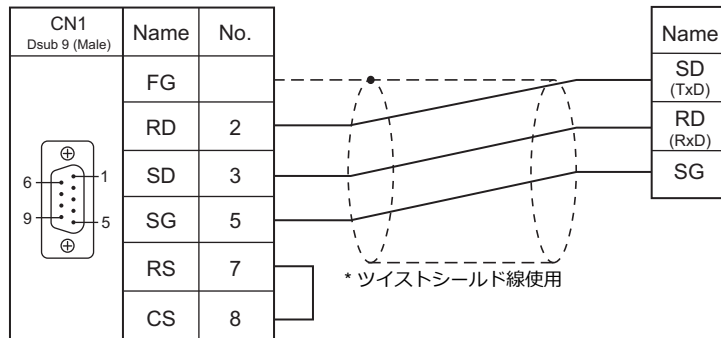 CN1
Dsub 9 (Male)
Name No.
FG
RD 2
SD 3
SG 5
RS 7
CS 8
6 1
9 5
* ツイストシールド線使用
Name
SD
(TxD)
RD
(RxD)
SG